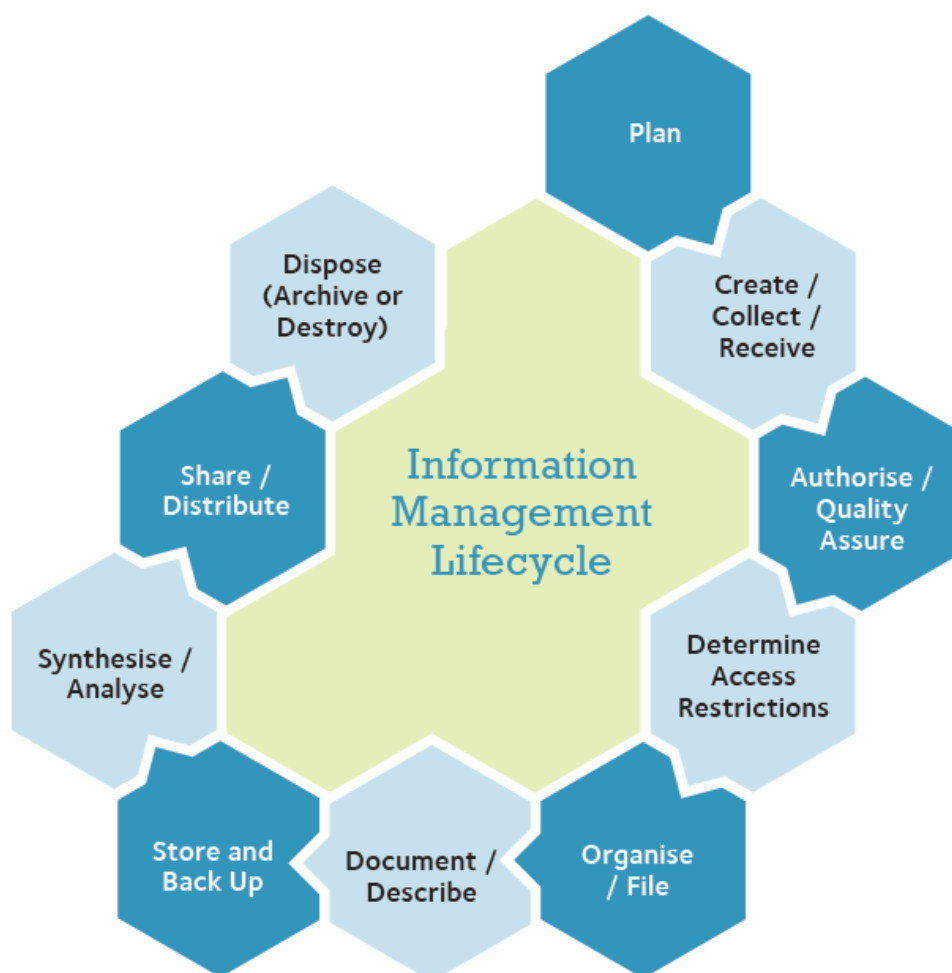 Plan
Create /
Collect /
Receive
Authorise /
Quality
Assure
Determine
Access
Restrictions
Organise
/ File
Document /
Describe
Store and
Back Up
Synthesise /
Analyse
Share /
Distribute
Dispose
(Archive or
Destroy)
Information
Management
Lifecycle